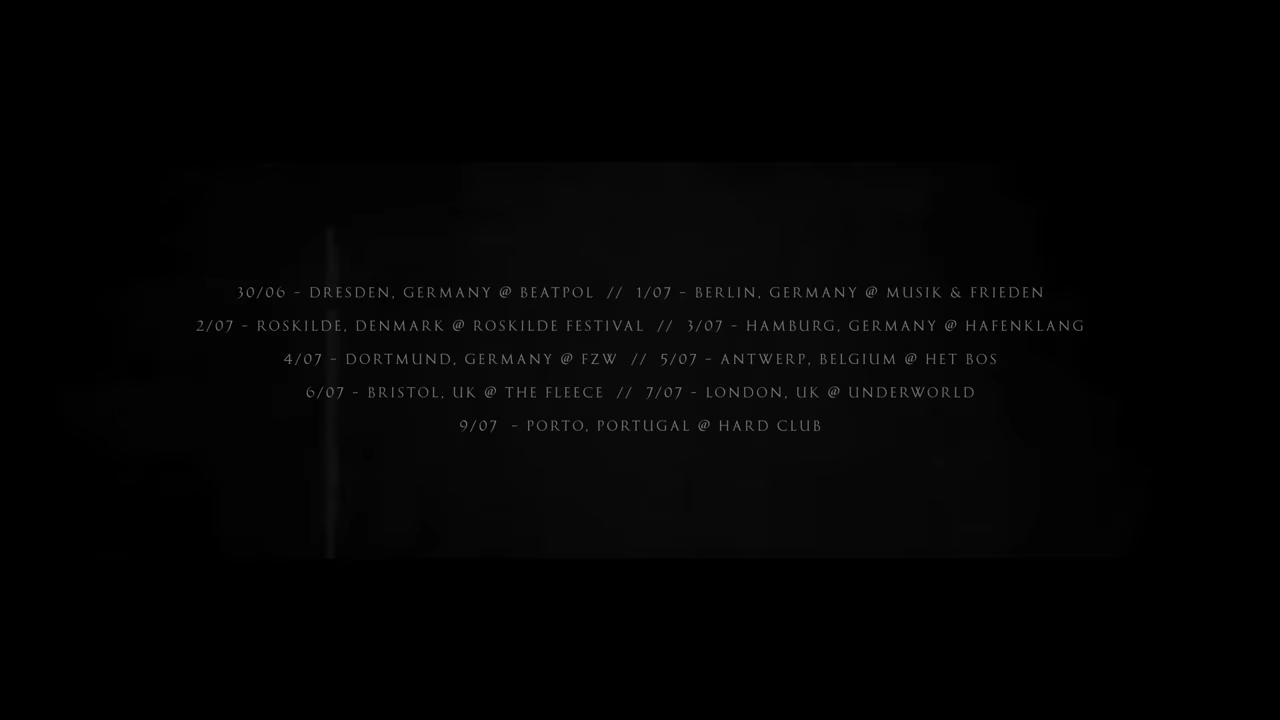 30/06 – DRESDEN, GERMANY @ BEATPOL // 1/07 – BERLIN, GERMANY @ MUSIK & FRIEDEN
2/07 – ROSKILDE, DENMARK @ ROSKILDE FESTIVAL // 3/07 – HAMBURG, GERMANY @ HAFENKLANG
4/07 – DORTMUND, GERMANY @ FZW // 5/07 – ANTWERP, BELGIUM @ HET BOS
6/07 – BRISTOL, UK @ THE FLEECE // 7/07 – LONDON, UK @ UNDERWORLD
9/07 – PORTO, PORTUGAL @ HARD CLUB